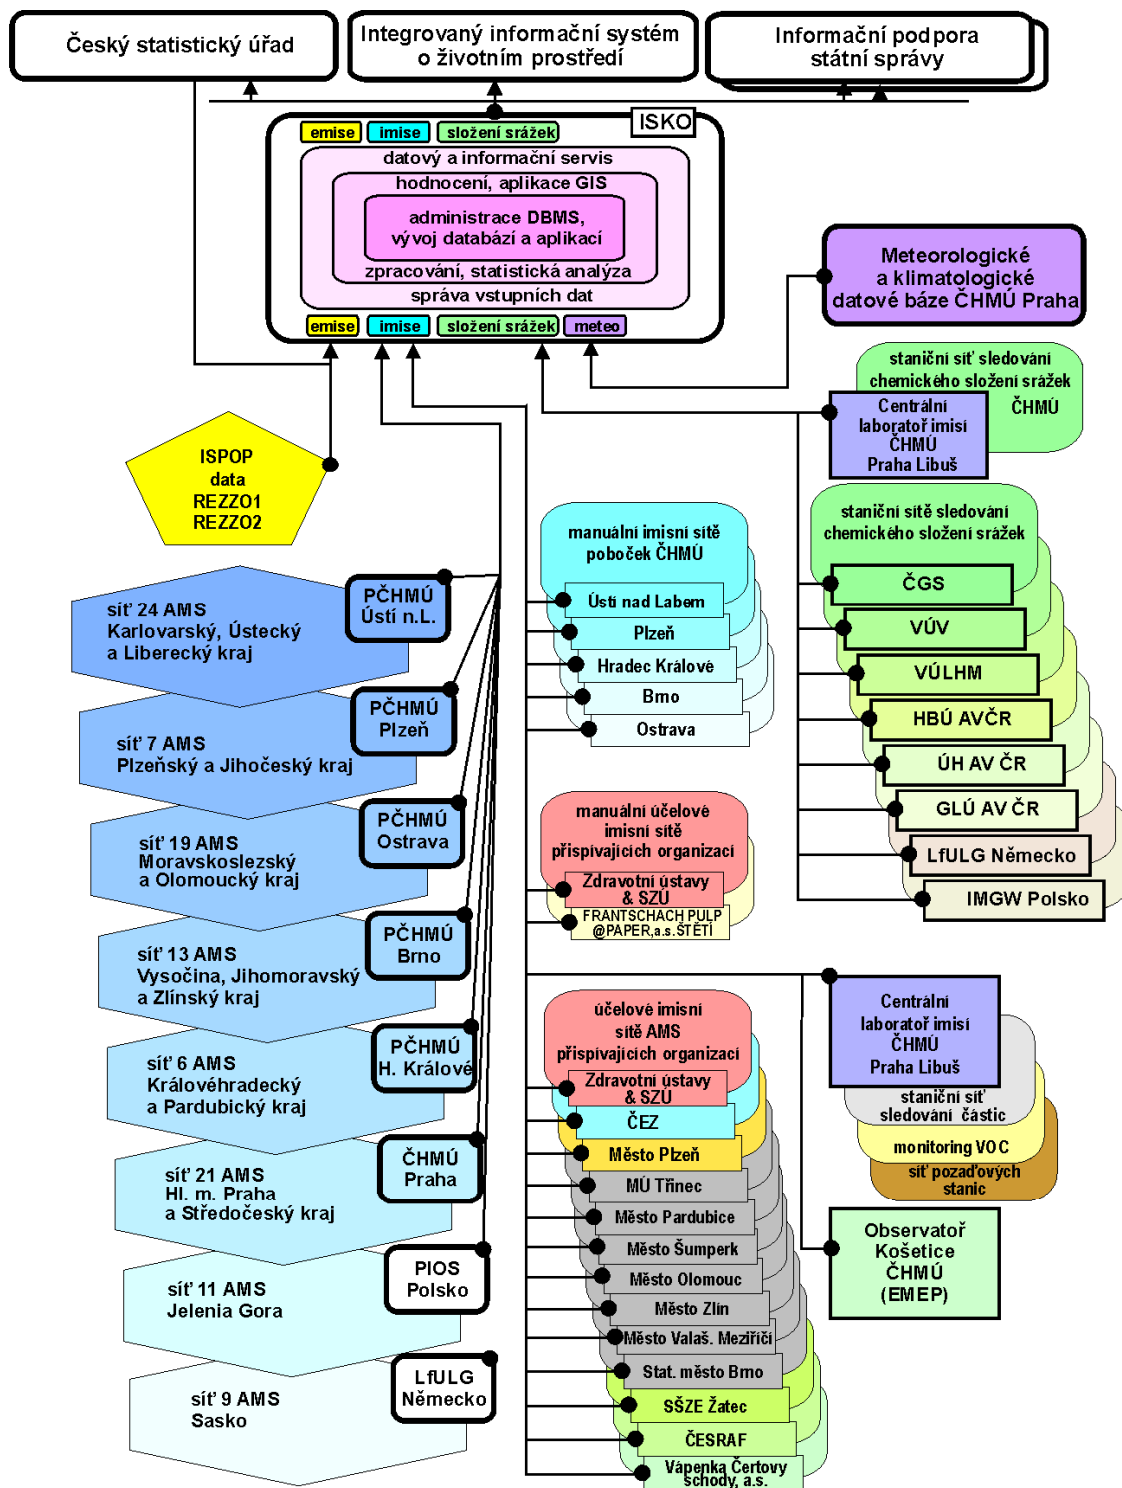 Český statistický úřad
Integrovaný informační systém
o životním prostředí
Informační podpora
státní správy
ISKO
emise
imise
složení srážek
datový a informační servis
hodnocení, aplikace GIS
administrace DBMS,
vývoj databází a aplikací
zpracování, statistická analýza
správa vstupních dat
emise
imise
složení srážek
meteo
Meteorologické
a klimatologické
datové báze ČHMÚ Praha
staniční síť sledování
chemického složení srážek
ČHMÚ
Centrální
laboratoř imisí
ČHMÚ
Praha Libuš
ISPOP
data
REZZO1
REZZO2
staniční sítě sledování
chemického složení srážek
ČGS
VÚV
VÚLHM
HBÚ AVČR
ÚH AV ČR
GLÚ AV ČR
LfULG Německo
IMGW Polsko
manuální imisní sítě
poboček ČHMÚ
Ústí nad Labem
Plzeň
Hradec Králové
Brno
Ostrava
síť 24 AMS
Karlovarský, Ústecký
a Liberecký kraj
PČHMÚ
Ústí n.L.
síť 7 AMS
Plzeňský a Jihočeský kraj
PČHMÚ
Plzeň
síť 19 AMS
Moravskoslezský
a Olomoucký kraj
PČHMÚ
Ostrava
síť 13 AMS
Vysočina, Jihomoravský
a Zlínský kraj
PČHMÚ
Brno
síť 6 AMS
Královéhradecký
a Pardubický kraj
PČHMÚ
H. Králové
síť 21 AMS
Hl. m. Praha
a Středočeský kraj
ČHMÚ
Praha
síť 11 AMS
Jelenia Gora
PIOS
Polsko
síť 9 AMS
Sasko
LfULG
Německo
manuální účelové
imisní sítě
přispívajících organizací
Zdravotní ústavy
& SZÚ
FRANTSCHACH PULP
@PAPER,a.s.ŠTĚTÍ
účelové imisní
sítě AMS
přispívajících organizací
Zdravotní ústavy
& SZÚ
ČEZ
Město Plzeň
MÚ Třinec
Město Pardubice
Město Šumperk
Město Olomouc
Město Zlín
Město Valaš. Meziříčí
Stat. město Brno
SŠZE Žatec
ČESRAF
Vápenka Čertovy
schody, a.s.
Centrální
laboratoř imisí
ČHMÚ
Praha Libuš
staniční síť
sledování částic
monitoring VOC
síť pozaďových
stanic
Observatoř
Košetice
ČHMÚ
(EMEP)